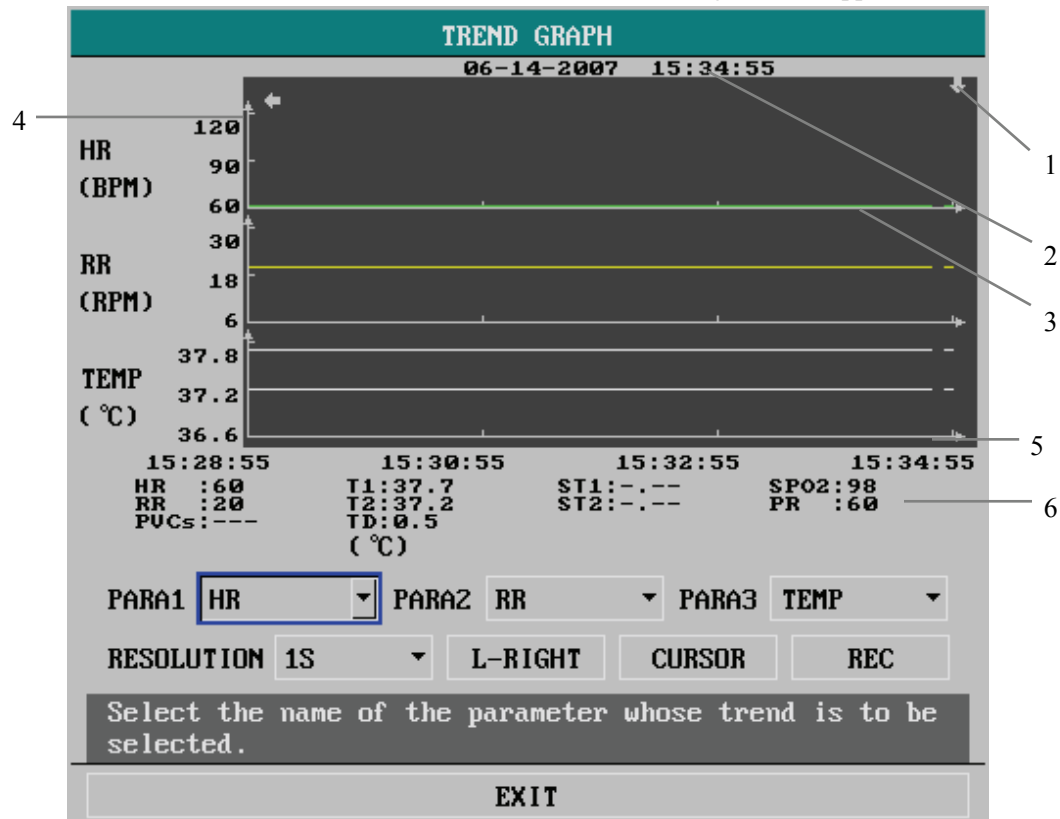 TREND GRAPH
06-14-2007 15:34:55
4
120
HR
90
1
(BPM)
60
30
2
RR
18
(RPM)
3
6
37.8
TEMP
37.2
(℃)
36.6
5
15:28:55 15:30:55 15:32:55 15:34:55
HR :60 T1:37.7 ST1:-.-- SPO2:98
RR :20 T2:37.2 ST2:-.-- PR :60
6
PVCs:--- TD:0.5
(℃)
PARA1 HR PARA2 RR PARA3 TEMP
RESOLUTION 1S L-RIGHT CURSOR REC
Select the name of the parameter whose trend is to be
selected.
EXIT